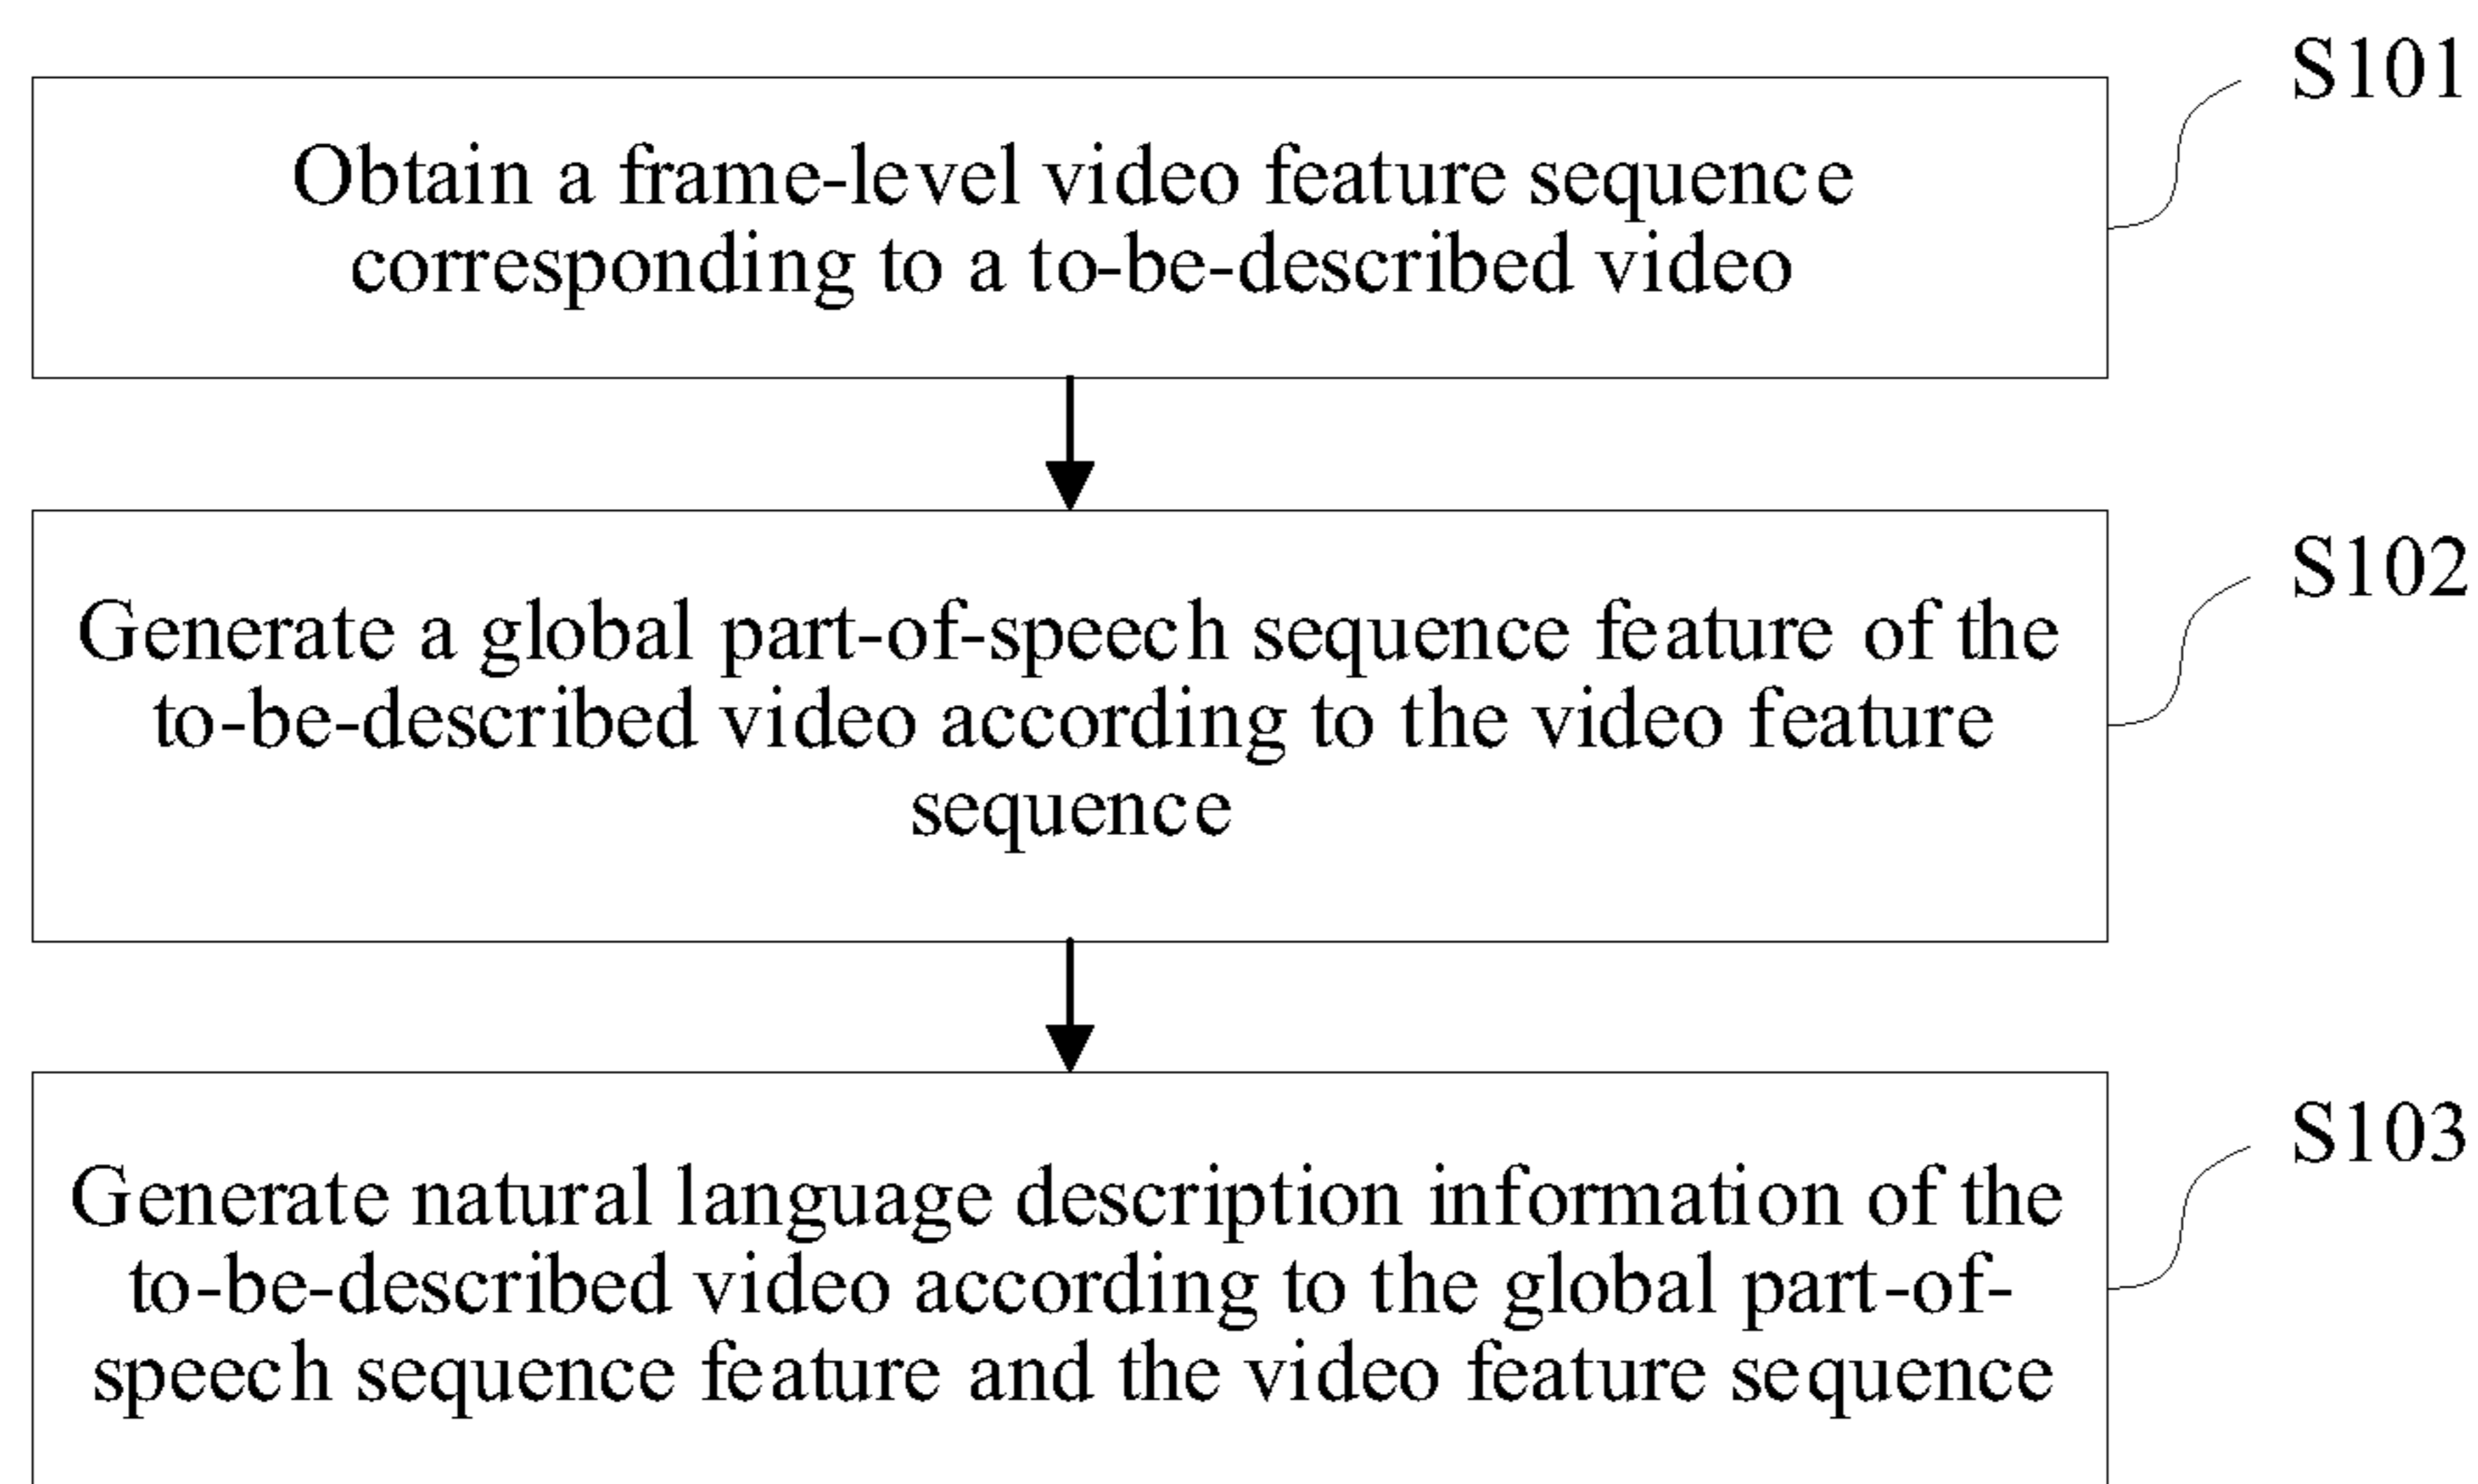 S101
Obtain a frame-level video feature sequence
corresponding to a to-be-described video
S102
Generate a global part-of-speech sequence feature of the
to-be-described video according to the video feature
sequence
S103
Generate natural language description information of the
to-be-described video according to the global part-of-
speech sequence feature and the video feature sequence